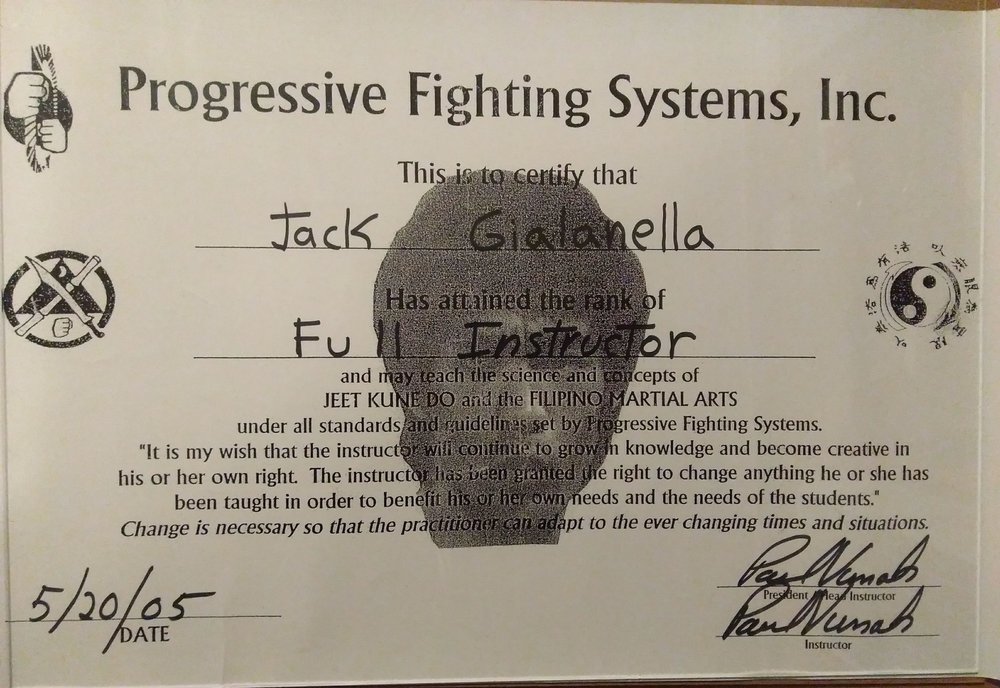 Progressive Fighting Systems, Inc.
This is to certify that
Jack Gialanella
Has attained the rank of
Full Instructor
and may teach the science and concepts of
JEET KUNE DO and the FILIPINO MARTIAL ARTS
under all standards and guidelines set by Progressive Fighting Systems.
"It is my wish that the instructor will continue to grow in knowledge and become creative in
his or her own right. The instructor has been granted the right to change anything he or she has
been taught in order to benefit his or her own needs and the needs of the students."
Change is necessary so that the practitioner can adapt to the ever changing times and situations.
5/20/05
DATE
Paul Vunak
President / Head Instructor
Paul Vunak
Instructor